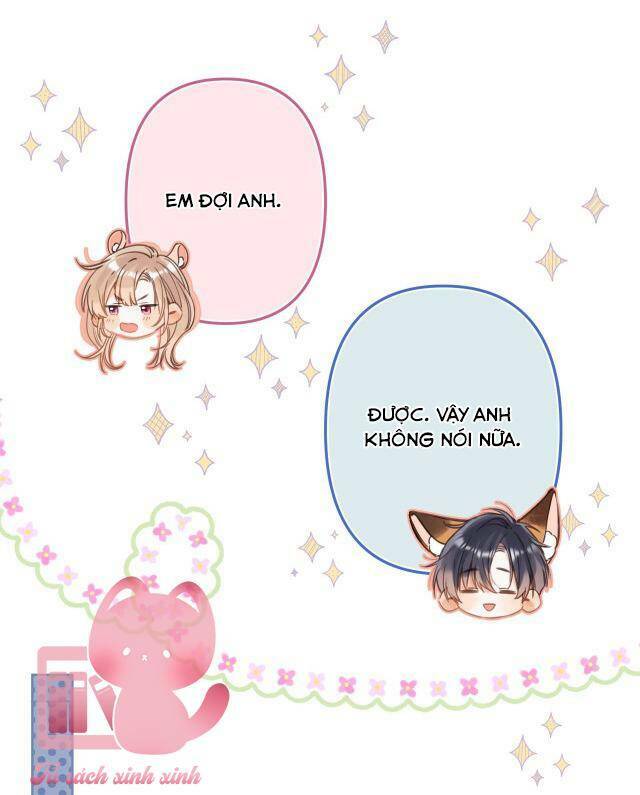 EM ĐỢI ANH.
ĐƯỢC. VẬY ANH
KHÔNG NÓI NỮA.
Tủ sách xinh xinh